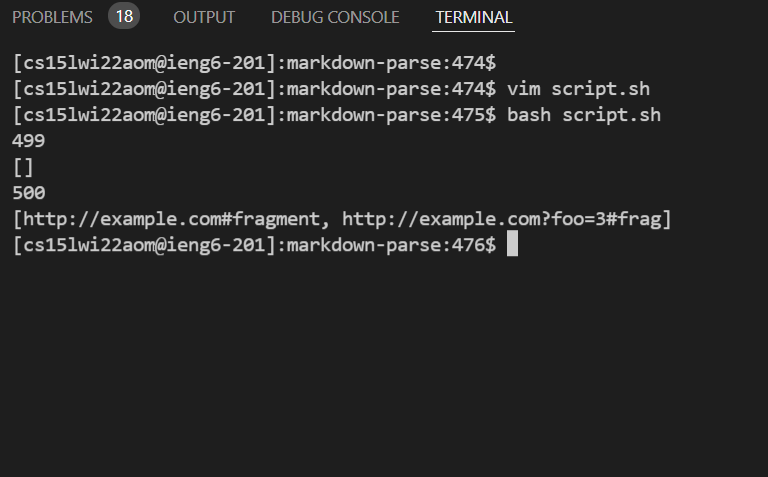 PROBLEMS 18 OUTPUT DEBUG CONSOLE TERMINAL
[cs15lwi22aom@ieng6-201]:markdown-parse:474$
[cs15lwi22aom@ieng6-201]:markdown-parse:474$ vim script.sh
[cs15lwi22aom@ieng6-201]:markdown-parse:475$ bash script.sh
499
[]
500
[http://example.com#fragment, http://example.com?foo=3#frag]
[cs15lwi22aom@ieng6-201]:markdown-parse:476$